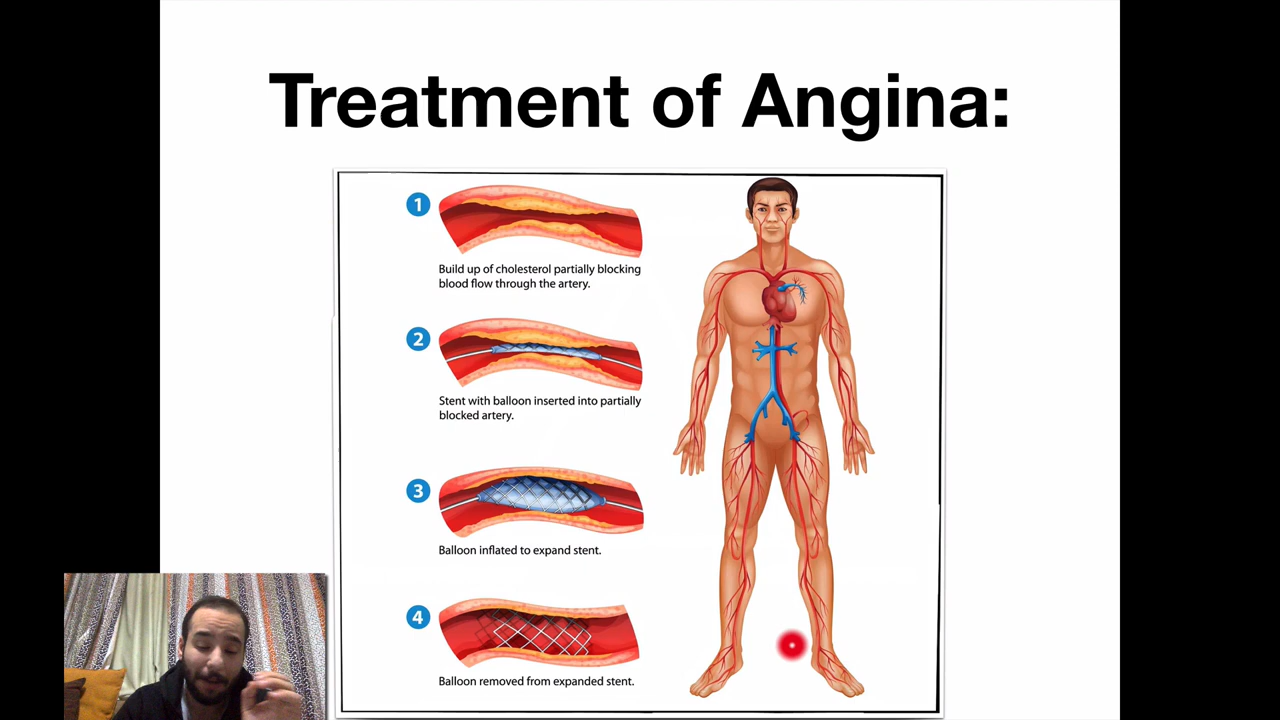 Treatment of Angina:
1
Build up of cholesterol partially blocking
blood flow through the artery.
2
Stent with balloon inserted into partially
blocked artery.
3
Balloon inflated to expand stent.
4
Balloon removed from expanded stent.